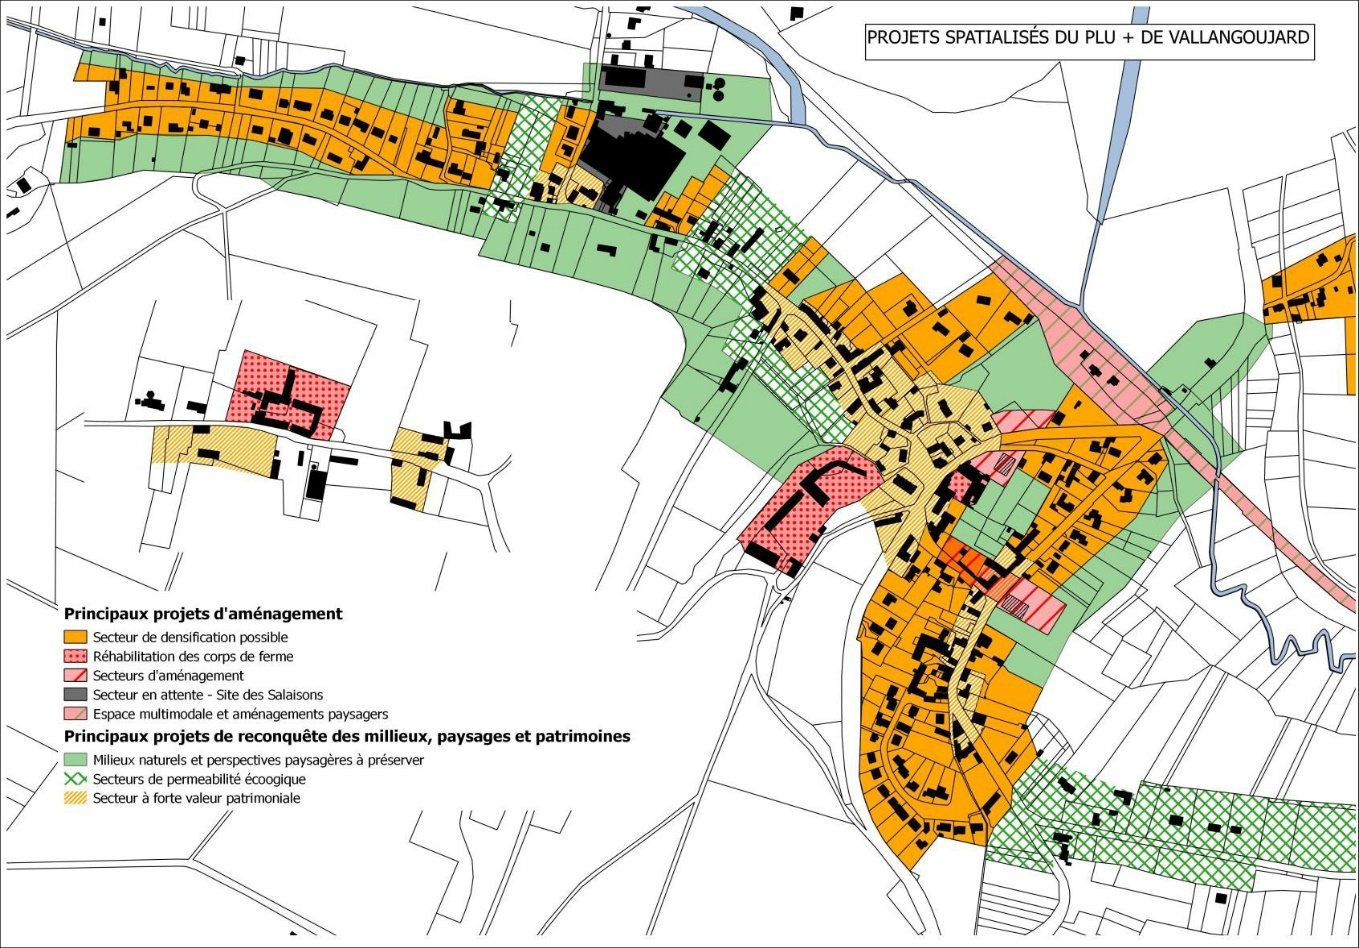 PROJETS SPATIALISÉS DU PLU + DE VALLANGOUJARD
Principaux projets d'aménagement
Secteur de densification possible
Réhabilitation des corps de ferme
Secteurs d'aménagement
Secteur en attente - Site des Salaisons
Espace multimodale et aménagements paysagers
Principaux projets de reconquête des millieux, paysages et patrimoines
Milieux naturels et perspectives paysagères à préserver
Secteurs de permeabilité écoogique
Secteur à forte valeur patrimoniale